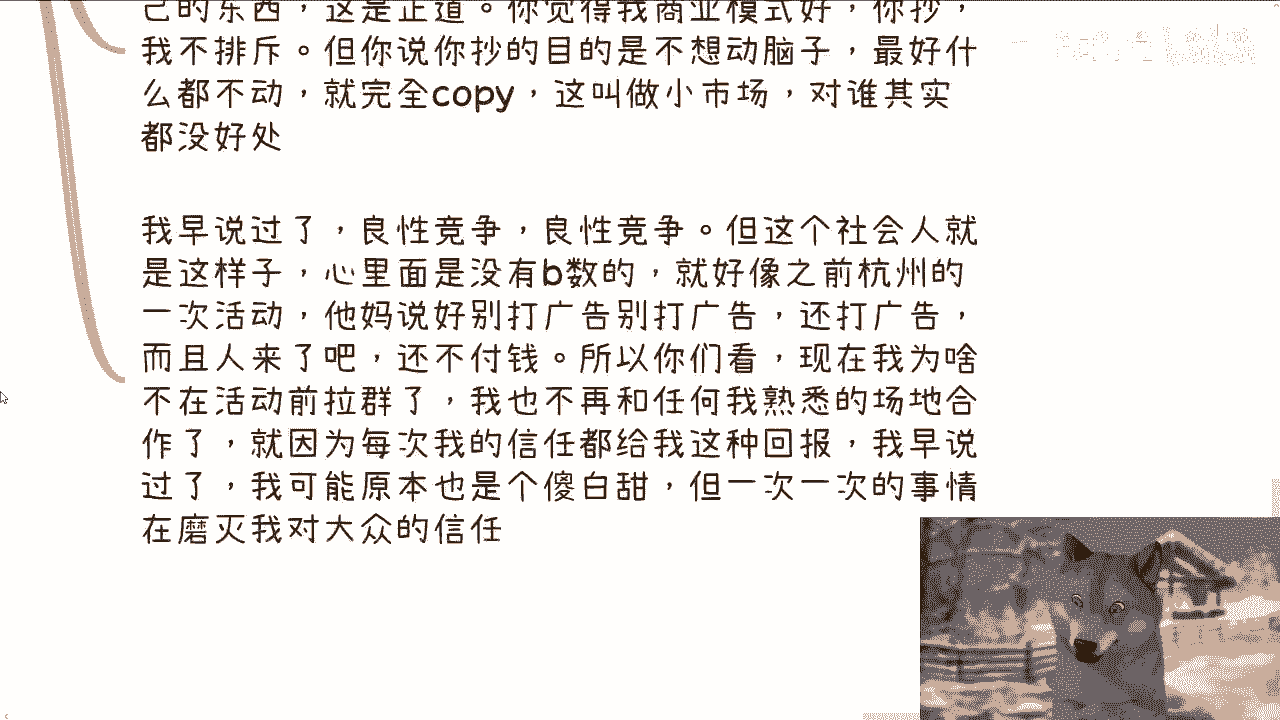 己的东西，这是正道。你觉得我商业模式好，你抄，
我不排斥。但你说你抄的目的是不想动脑子，最好什
么都不动，就完全copy，这叫做小市场，对谁其实
都没好处
我早说过了，良性竞争，良性竞争。但这个社会人就
是这样子，心里面是没有b数的，就好像之前杭州的
一次活动，他妈说好别打广告别打广告，还打广告，
而且人来了吧，还不付钱。所以你们看，现在我为啥
不在活动前拉群了，我也不再和任何我熟悉的场地合
作了，就因为每次我的信任都给我这种回报，我早说
过了，我可能原本也是个傻白甜，但一次一次的事情
在磨灭我对大众的信任